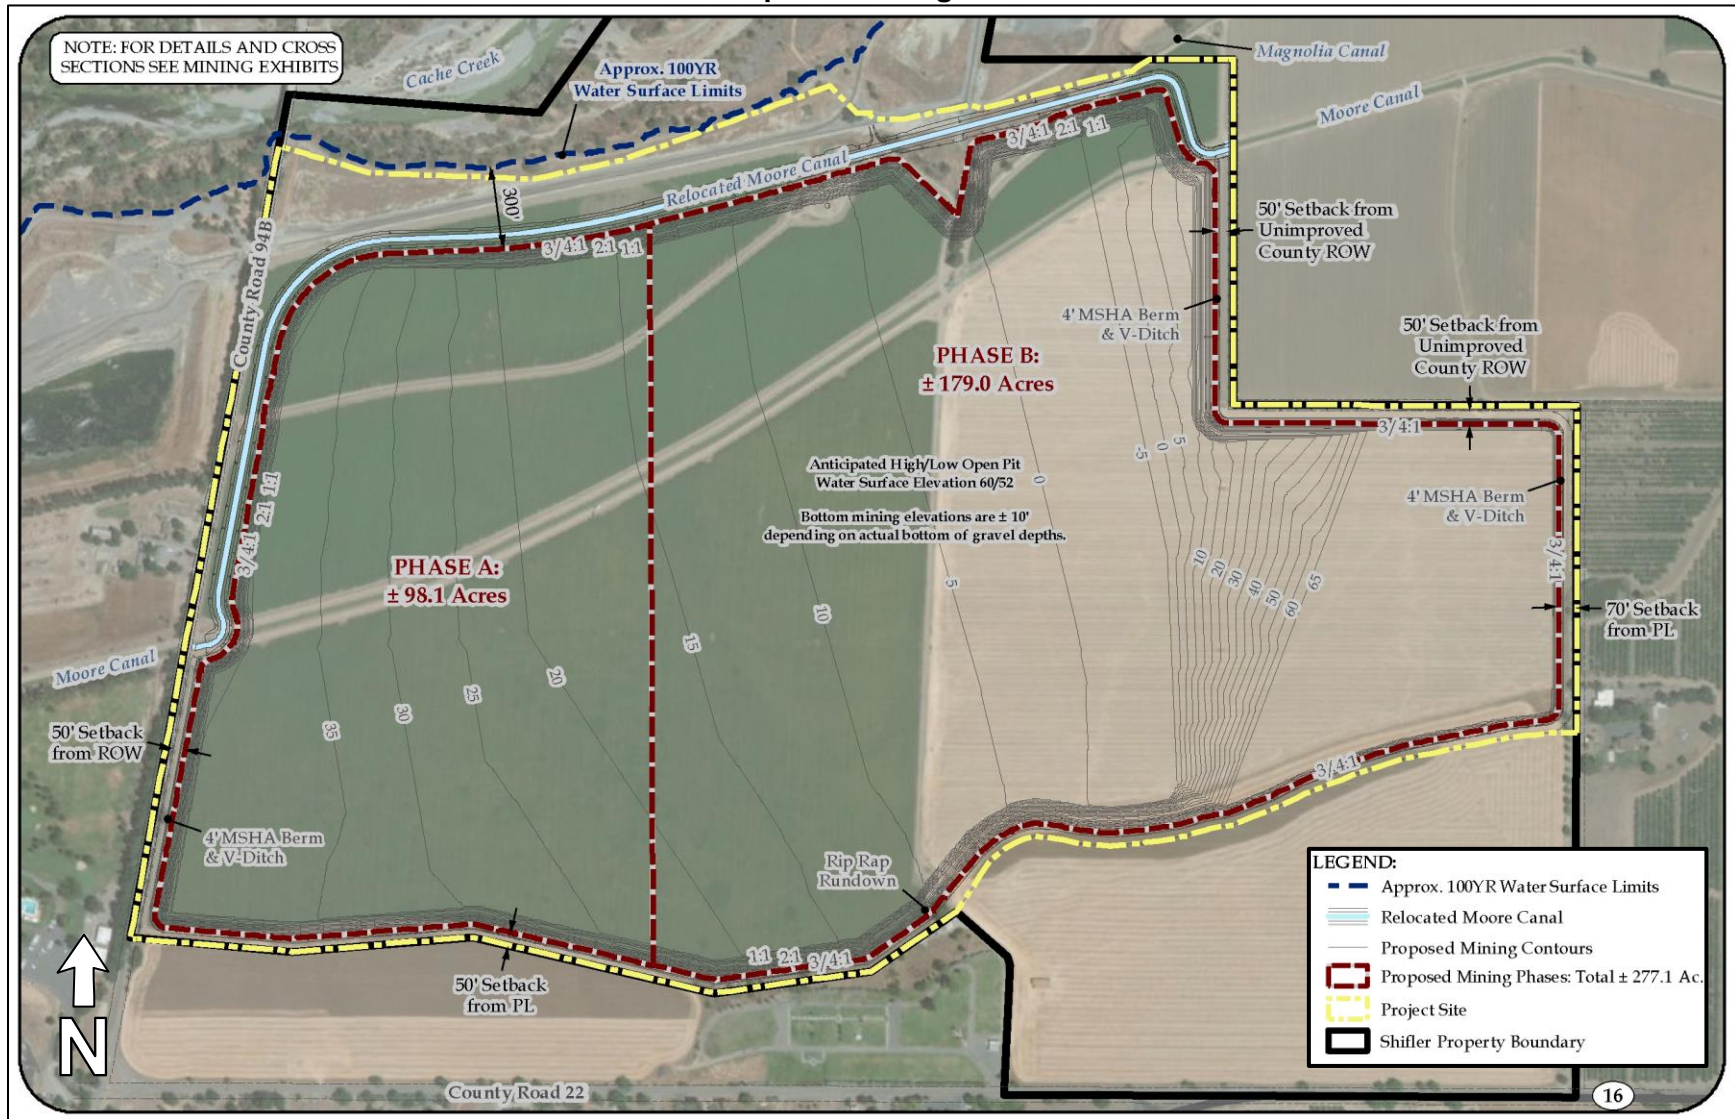 NOTE: FOR DETAILS AND CROSS
SECTIONS SEE MINING EXHIBITS
Cache Creek
Approx. 100YR
Water Surface Limits
Magnolia Canal
Moore Canal
Relocated Moore Canal
300'
3/4:1 2:1 1:1
3/4:1 2:1 1:1
County Road 94B
50' Setback from
Unimproved
County ROW
4' MSHA Berm
& V-Ditch
50' Setback from
Unimproved
County ROW
PHASE B:
± 179.0 Acres
3/4:1
-5
0
5
Anticipated High/Low Open Pit
Water Surface Elevation 60/52
0
Bottom mining elevations are ± 10'
depending on actual bottom of gravel depths.
4' MSHA Berm
& V-Ditch
3/4:1 2:1 1:1
PHASE A:
± 98.1 Acres
10
20
30
40
50
60
65
3/4:1
70' Setback
from PL
5
10
15
20
25
30
35
Moore Canal
50' Setback
from ROW
3/4:1
4' MSHA Berm
& V-Ditch
Rip Rap
Rundown
1:1 2:1 3/4:1
50' Setback
from PL
N
County Road 22
16
LEGEND:
Approx. 100YR Water Surface Limits
Relocated Moore Canal
Proposed Mining Contours
Proposed Mining Phases: Total ± 277.1 Ac.
Project Site
Shifler Property Boundary